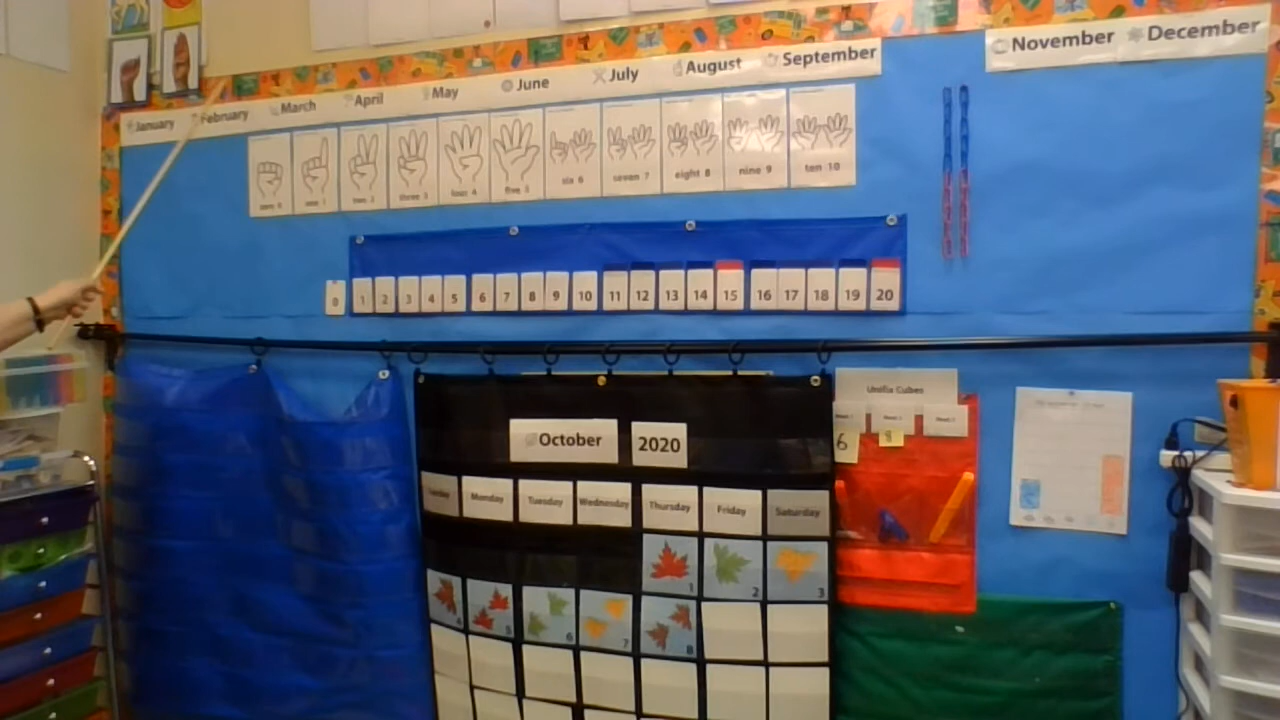 January February March April May June July August September November December
zero 0 one 1 two 2 three 3 four 4 five 5 six 6 seven 7 eight 8 nine 9 ten 10
0 1 2 3 4 5 6 7 8 9 10 11 12 13 14 15 16 17 18 19 20
Unifix Cubes
6 8
October 2020
Sunday Monday Tuesday Wednesday Thursday Friday Saturday
1 2 3
4 5 6 7 8